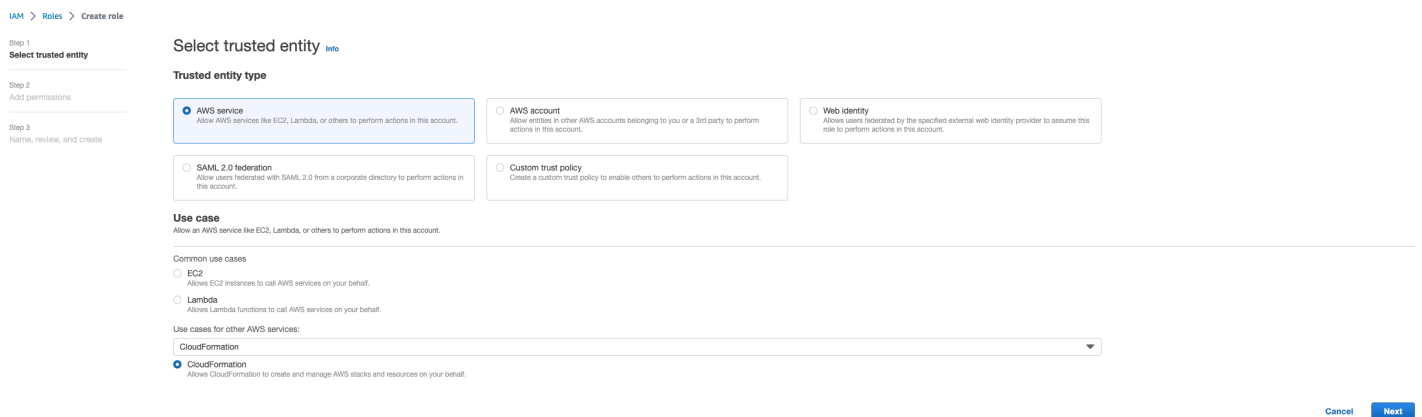 IAM > Roles > Create role
Step 1
Select trusted entity
Step 2
Add permissions
Step 3
Name, review, and create
Select trusted entity Info
Trusted entity type
AWS service
Allow AWS services like EC2, Lambda, or others to perform actions in this account.
AWS account
Allow entities in other AWS accounts belonging to you or a 3rd party to perform
actions in this account.
Web identity
Allows users federated by the specified external web identity provider to assume this
role to perform actions in this account.
SAML 2.0 federation
Allow users federated with SAML 2.0 from a corporate directory to perform actions in
this account.
Custom trust policy
Create a custom trust policy to enable others to perform actions in this account.
Use case
Allow an AWS service like EC2, Lambda, or others to perform actions in this account.
Common use cases
EC2
Allows EC2 instances to call AWS services on your behalf.
Lambda
Allows Lambda functions to call AWS services on your behalf.
Use cases for other AWS services:
CloudFormation
CloudFormation
Allows CloudFormation to create and manage AWS stacks and resources on your behalf.
Cancel Next